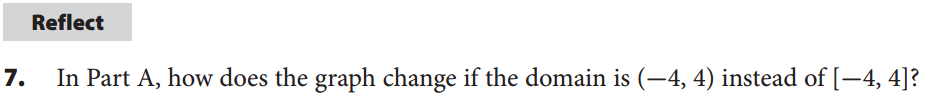 Reflect
7. In Part A, how does the graph change if the domain is (−4, 4) instead of [−4, 4]?